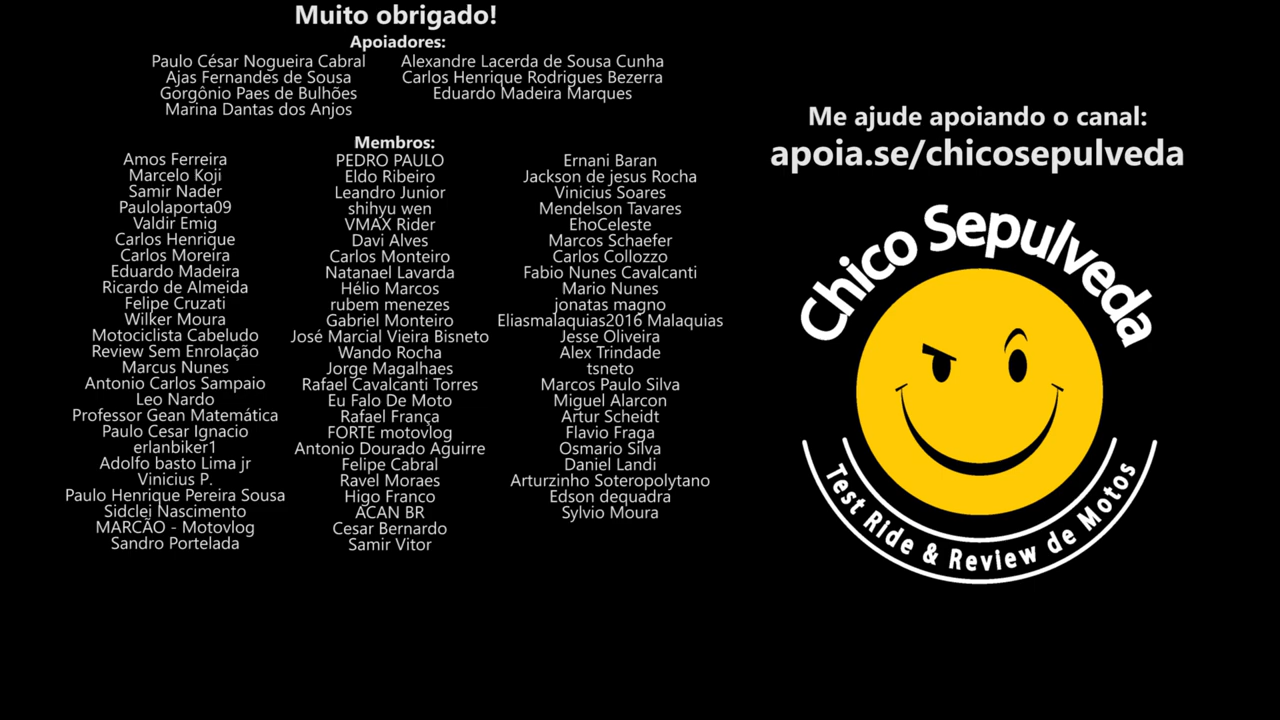 Muito obrigado!
Apoiadores:
Paulo César Nogueira Cabral
Ajas Fernandes de Sousa
Gorgônio Paes de Bulhões
Marina Dantas dos Anjos
Alexandre Lacerda de Sousa Cunha
Carlos Henrique Rodrigues Bezerra
Eduardo Madeira Marques
Membros:
Amos Ferreira
Marcelo Koji
Samir Nader
Paulolaporta09
Valdir Emig
Carlos Henrique
Carlos Moreira
Eduardo Madeira
Ricardo de Almeida
Felipe Cruzati
Wilker Moura
Motociclista Cabeludo
Review Sem Enrolação
Marcus Nunes
Antonio Carlos Sampaio
Leo Nardo
Professor Gean Matemática
Paulo Cesar Ignacio
erlanbiker1
Adolfo basto Lima jr
Vinicius P.
Paulo Henrique Pereira Sousa
Sidclei Nascimento
MARCÃO - Motovlog
Sandro Portelada
PEDRO PAULO
Eldo Ribeiro
Leandro Junior
shihyu wen
VMAX Rider
Davi Alves
Carlos Monteiro
Natanael Lavarda
Hélio Marcos
rubem menezes
Gabriel Monteiro
José Marcial Vieira Bisneto
Wando Rocha
Jorge Magalhaes
Rafael Cavalcanti Torres
Eu Falo De Moto
Rafael França
FORTE motovlog
Antonio Dourado Aguirre
Felipe Cabral
Ravel Moraes
Higo Franco
ACAN BR
Cesar Bernardo
Samir Vitor
Ernani Baran
Jackson de jesus Rocha
Vinicius Soares
Mendelson Tavares
EhoCeleste
Marcos Schaefer
Carlos Collozzo
Fabio Nunes Cavalcanti
Mario Nunes
jonatas magno
Eliasmalaquias2016 Malaquias
Jesse Oliveira
Alex Trindade
tsneto
Marcos Paulo Silva
Miguel Alarcon
Artur Scheidt
Flavio Fraga
Osmario Silva
Daniel Landi
Arturzinho Soteropolytano
Edson dequadra
Sylvio Moura
Me ajude apoiando o canal:
apoia.se/chicosepulveda
Chico Sepulveda
Test Ride & Review de Motos